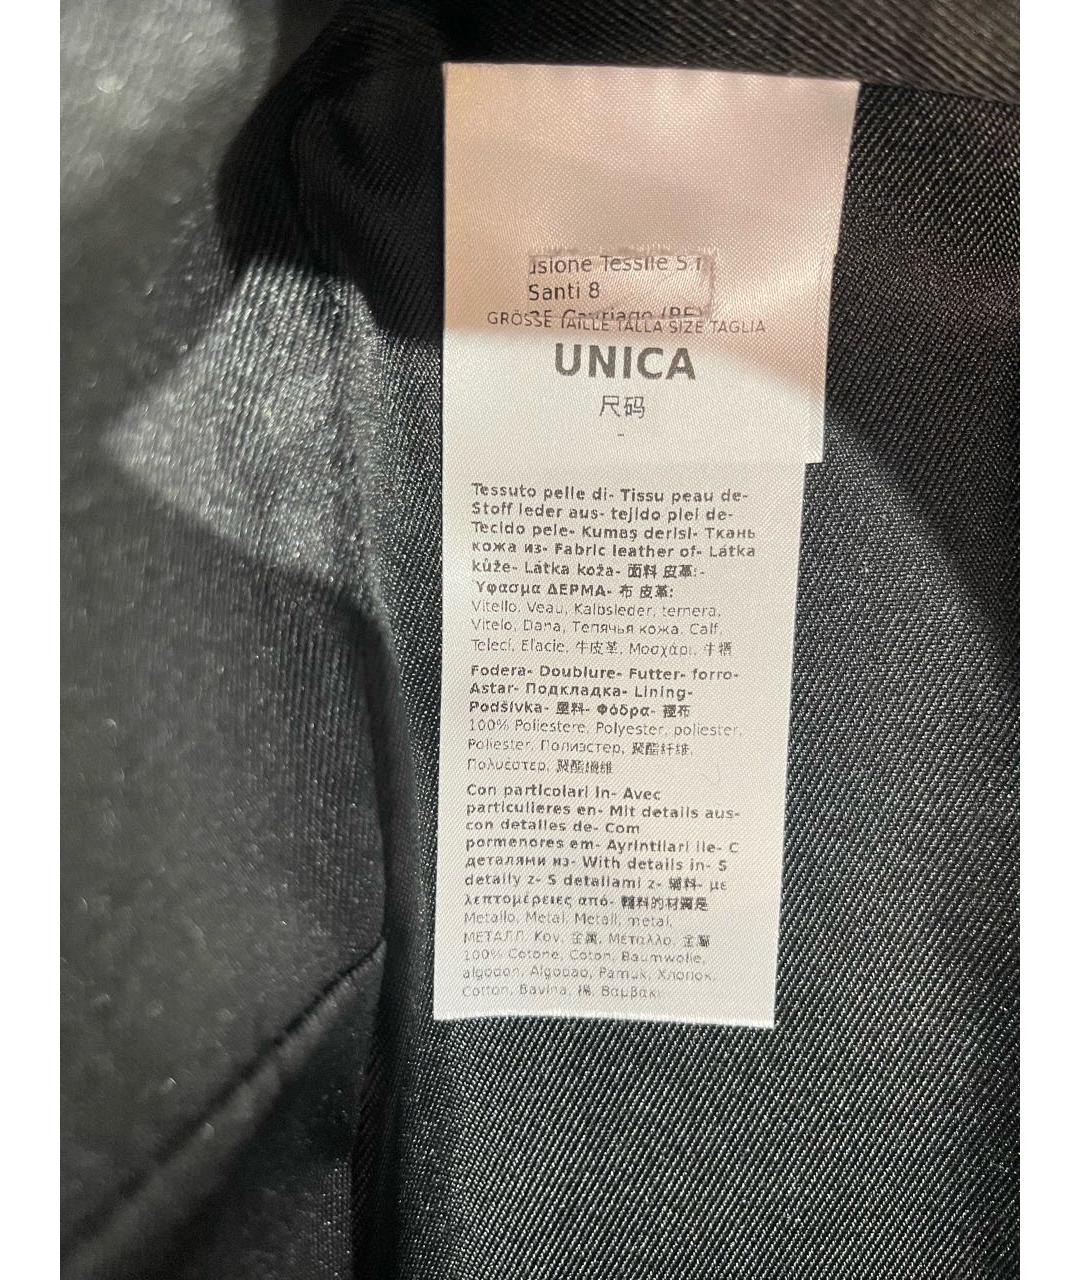 usione Tessile S.r
Santi 8
Cavriago (RE)
GRÖSSE TAILLE TALLA SIZE TAGLIA
UNICA
尺码
-
Tessuto pelle di- Tissu peau de-
Stoff leder aus- tejido piel de-
Tecido pele- Kumaş derisi- Ткань
кожа из- Fabric leather of- Látka
kůže- Látka koža- 面料 皮革:-
Ύφασμα ΔΕΡΜΑ- 布 皮革:
Vitello, Veau, Kalbsleder, ternera,
Vitelo, Dana, Телячья кожа, Calf,
Telecí, Eľacie, 牛皮革, Μοσχάρι, 牛犢
Fodera- Doublure- Futter- forro-
Astar- Подкладка- Lining-
Podšívka- 里料- Φόδρα- 裡布
100% Poliestere, Polyester, poliester,
Poliester, Полиэстер, 聚酯纤维,
Πολυέστερ, 聚酯纖維
Con particolari in- Avec
particulieres en- Mit details aus-
con detalles de- Com
pormenores em- Ayrintilari ile- C
деталями из- With details in- S
detaily z- S detailami z- 辅料- με
λεπτομέρειες από- 輔料的材質是
Metallo, Metal, Metall, metal,
МЕТАЛЛ, Kov, 金属, Μέταλλο, 金屬
100% Cotone, Coton, Baumwolle,
algodon, Algodao, Pamuk, Хлопок,
Cotton, Bavlna, 棉, Βαμβάκι